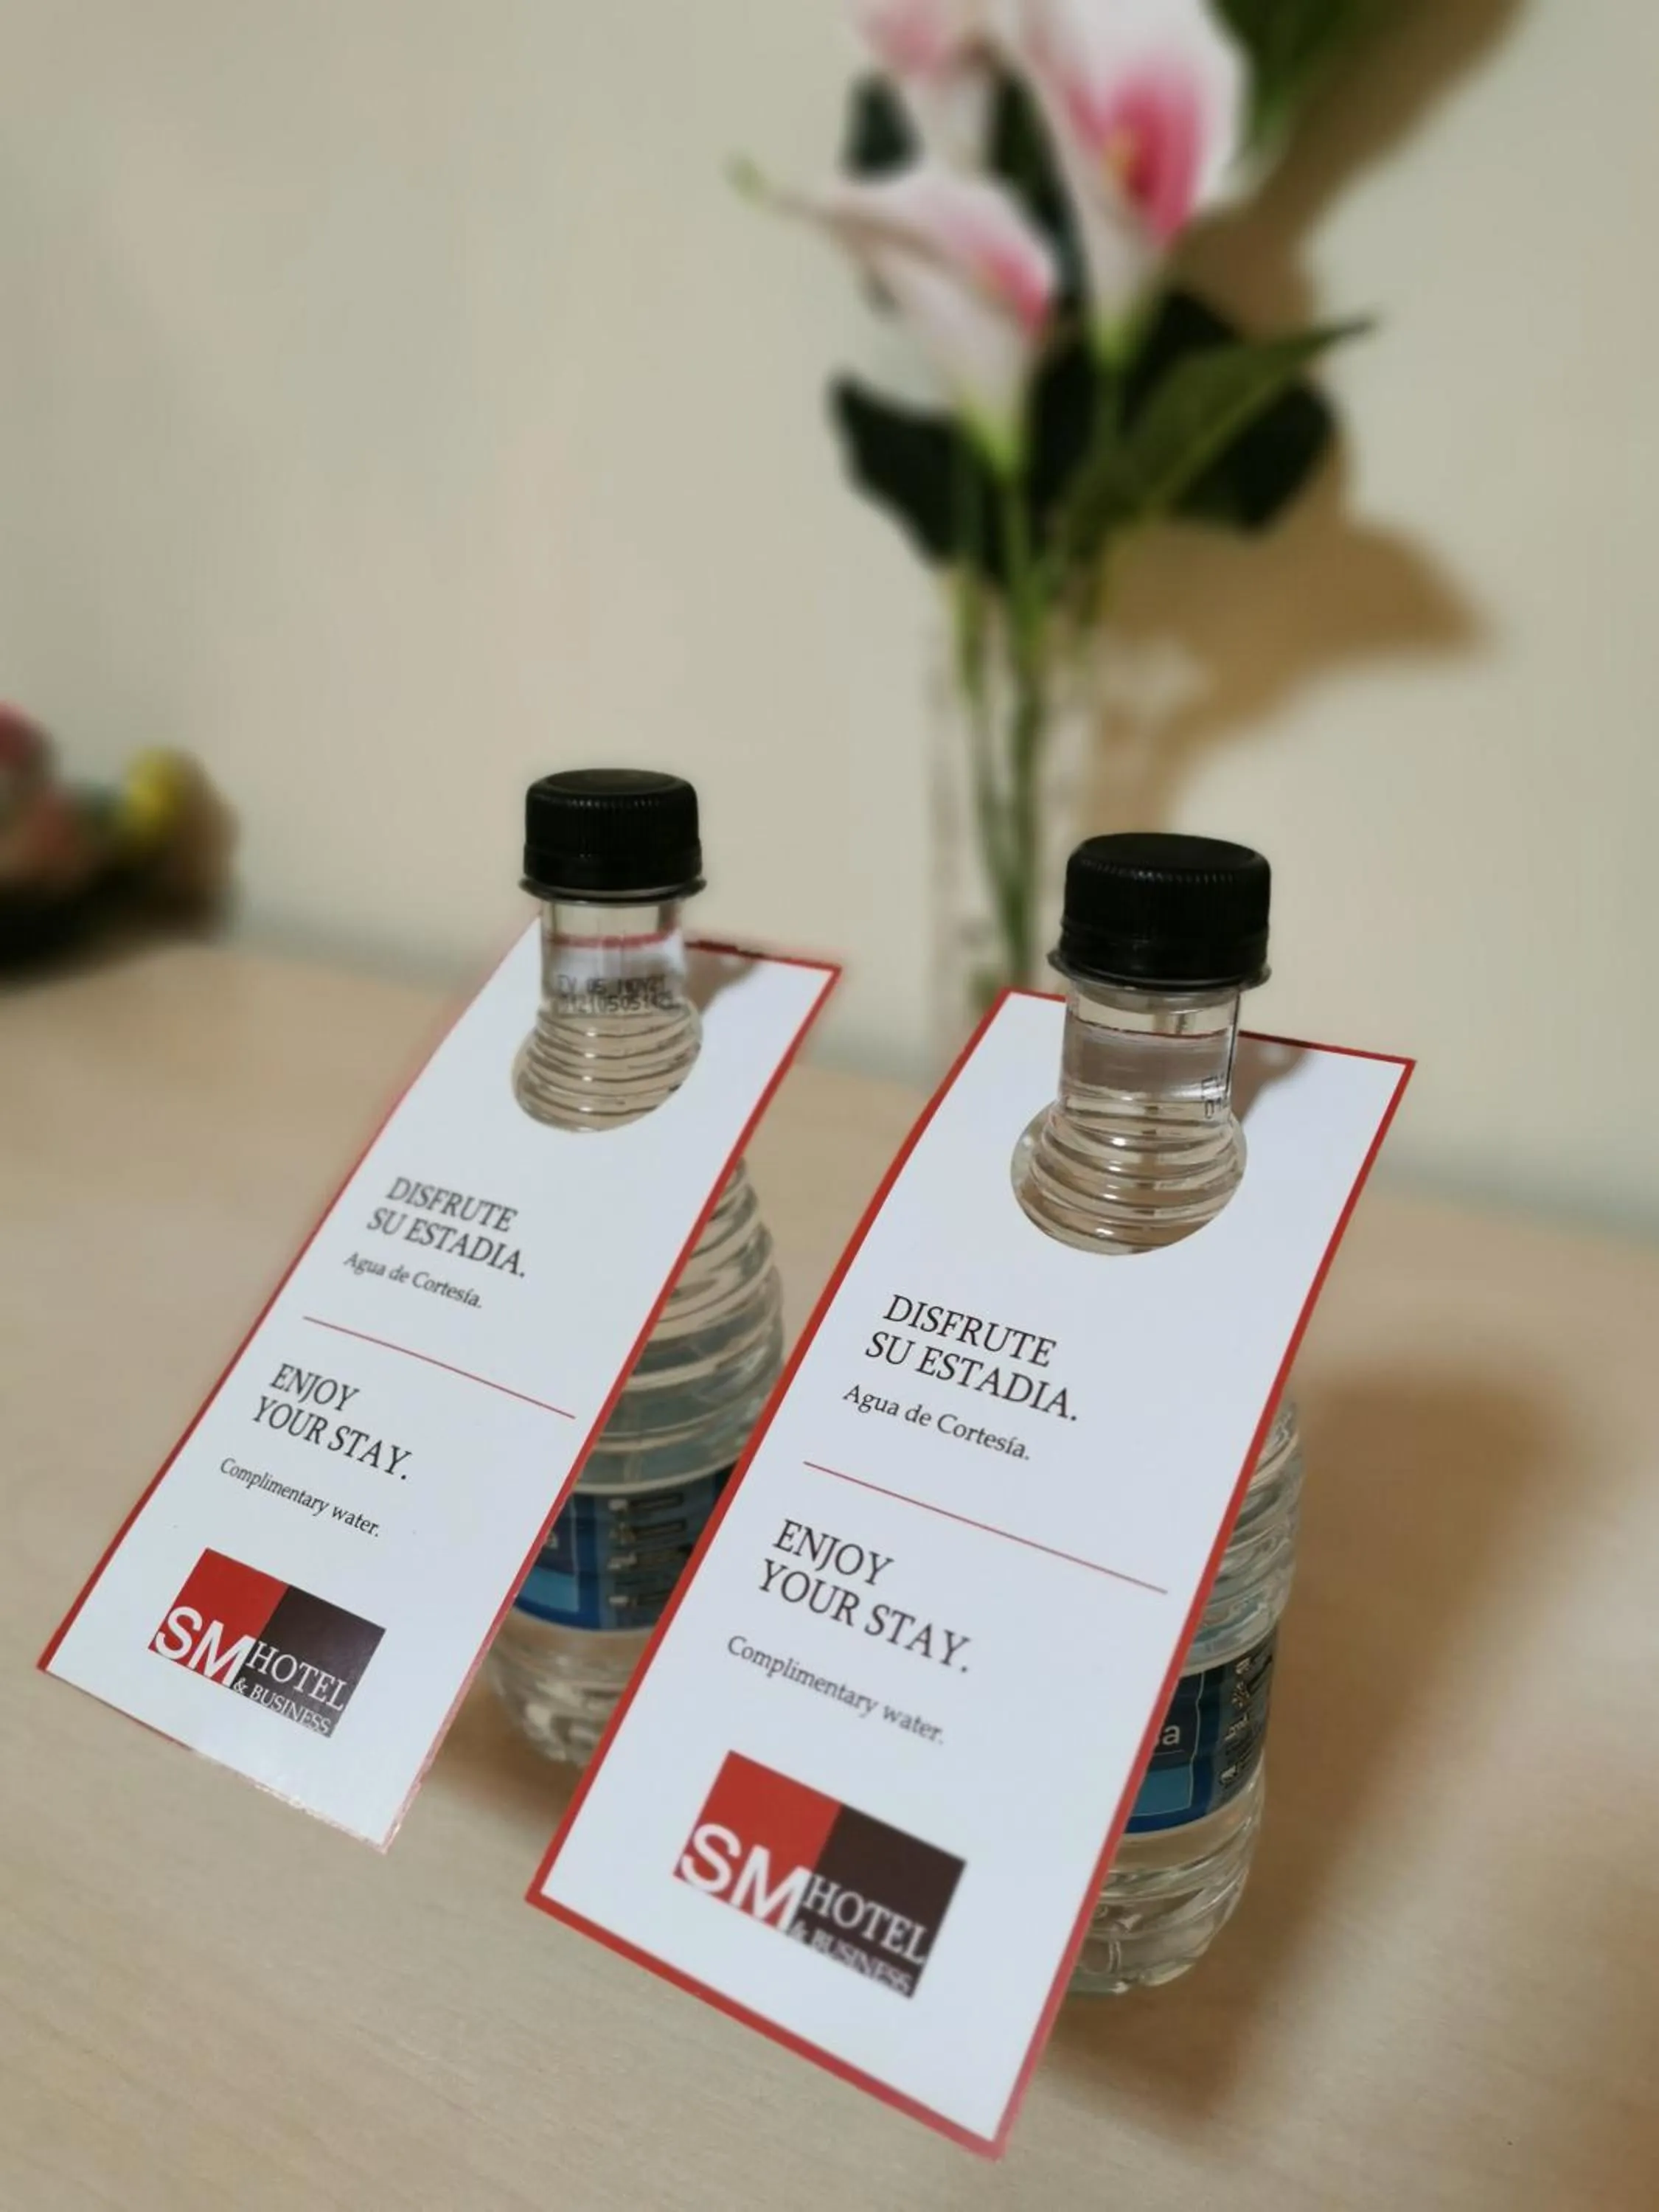 DISFRUTE
SU ESTADIA.
Agua de Cortesía.
ENJOY
YOUR STAY.
Complimentary water.
SM HOTEL
& BUSINESS
DISFRUTE
SU ESTADIA.
Agua de Cortesía.
ENJOY
YOUR STAY.
Complimentary water.
SM HOTEL
& BUSINESS